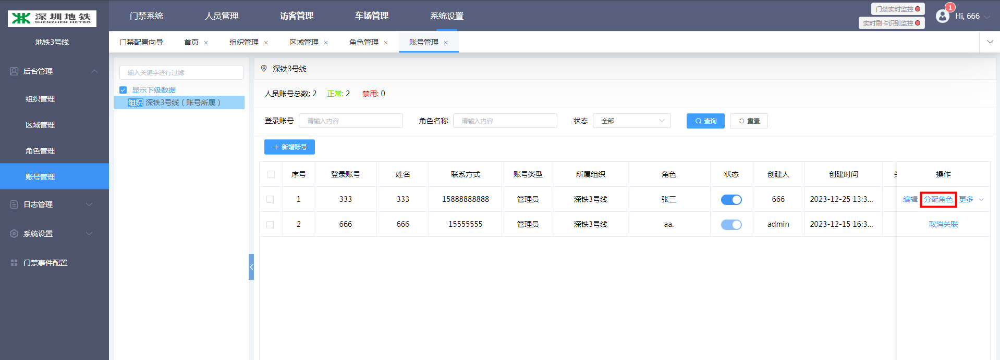 深圳地铁
SHENZHEN METRO
地铁3号线
门禁系统
人员管理
访客管理
车场管理
系统设置
门禁实时监控
实时刷卡识别监控
1
Hi, 666
门禁配置向导
首页 ×
组织管理 ×
区域管理 ×
角色管理 ×
账号管理 ×
后台管理
组织管理
区域管理
角色管理
账号管理
日志管理
系统设置
门禁事件配置
输入关键字进行过滤
显示下级数据
组织 深铁3号线（账号所属）
深铁3号线
人员账号总数: 2 正常: 2 禁用: 0
登录账号 请输入内容 角色名称 请输入内容 状态 全部 查询 重置
+ 新增账号
序号 登录账号 姓名 联系方式 账号类型 所属组织 角色 状态 创建人 创建时间 操作
1 333 333 15888888888 管理员 深铁3号线 张三 666 2023-12-25 13:3... 编辑 分配角色 更多
2 666 666 15555555 管理员 深铁3号线 aa. admin 2023-12-15 16:3... 取消关联